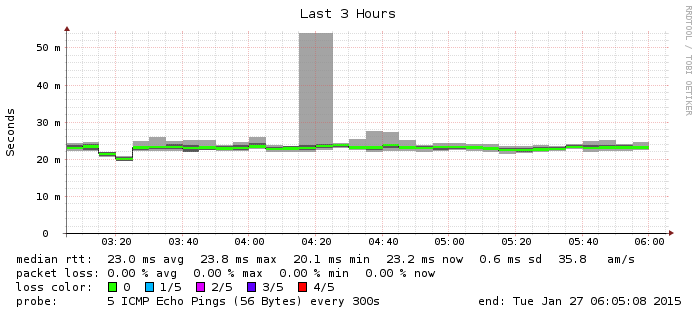 Last 3 Hours
RRDTOOL / TOBI OETIKER
Seconds
50 m
40 m
30 m
20 m
10 m
0
03:20 03:40 04:00 04:20 04:40 05:00 05:20 05:40 06:00
median rtt: 23.0 ms avg 23.8 ms max 20.1 ms min 23.2 ms now 0.6 ms sd 35.8 am/s
packet loss: 0.00 % avg 0.00 % max 0.00 % min 0.00 % now
loss color: 0 1/5 2/5 3/5 4/5
probe: 5 ICMP Echo Pings (56 Bytes) every 300s end: Tue Jan 27 06:05:08 2015